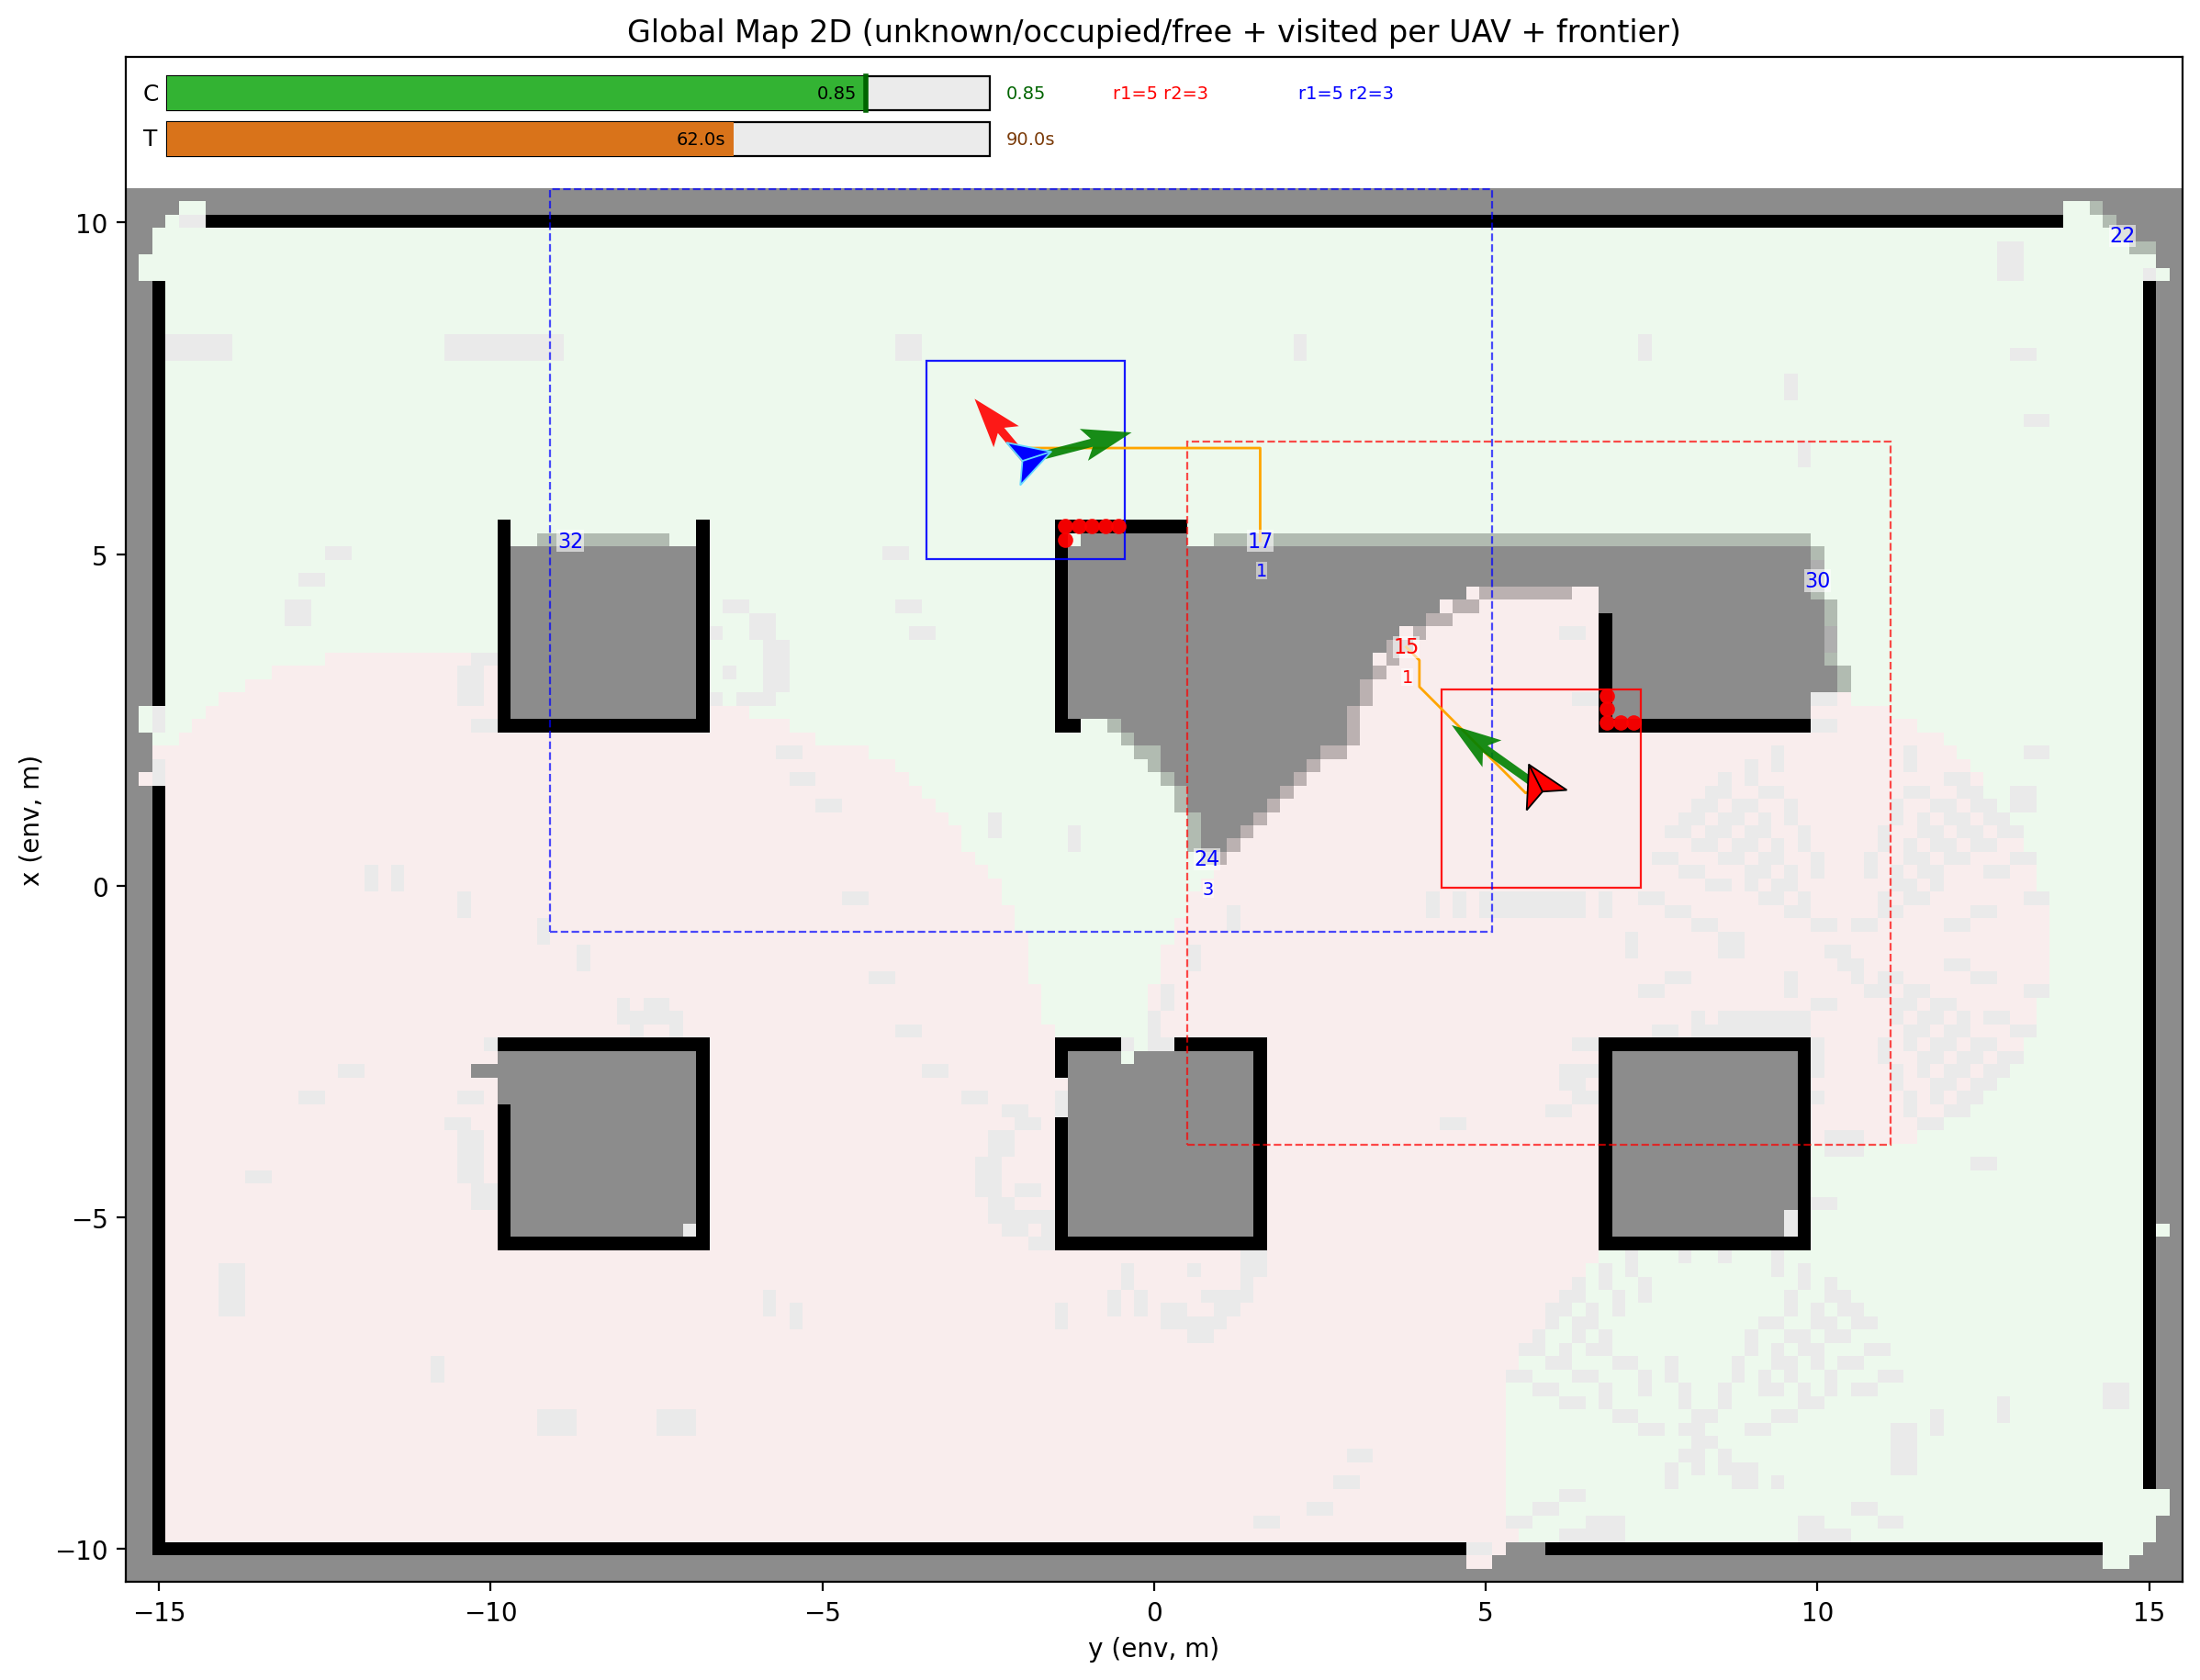 Global Map 2D (unknown/occupied/free + visited per UAV + frontier)
C 0.85 0.85 r1=5 r2=3 r1=5 r2=3
T 62.0s 90.0s
10
22
5
32
17
1
30
15
1
24
3
0
−5
−10
x (env, m)
−15 −10 −5 0 5 10 15
y (env, m)